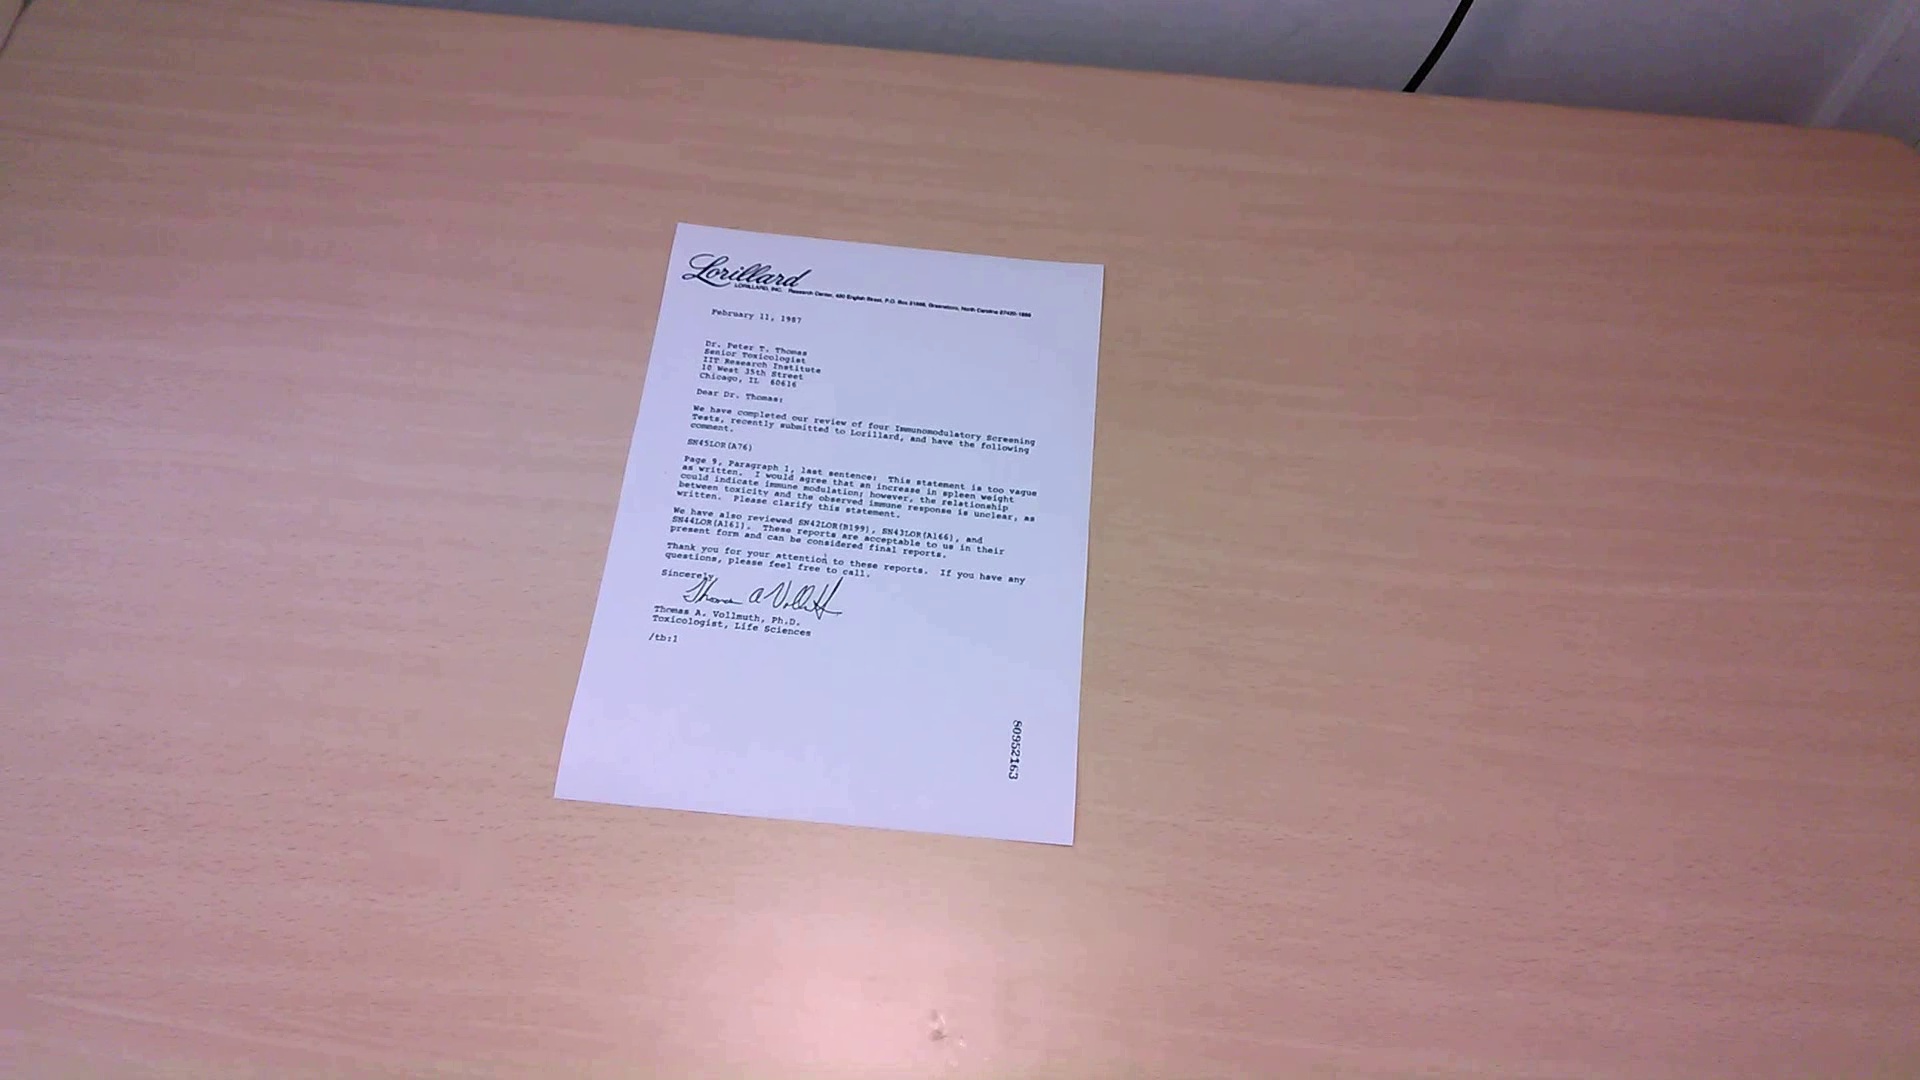 Lorillard
LORILLARD, INC. Research Center, 420 English Street, P.O. Box 21688, Greensboro, North Carolina 27420-1688
February 11, 1987
Dr. Peter T. Thomas
Senior Toxicologist
IIT Research Institute
10 West 35th Street
Chicago, IL 60616
Dear Dr. Thomas:
We have completed our review of four Immunomodulatory Screening
Tests, recently submitted to Lorillard, and have the following
comment.
SN45LOR(A76)
Page 9, Paragraph 1, last sentence: This statement is too vague
as written. I would agree that an increase in spleen weight
could indicate immune modulation; however, the relationship
between toxicity and the observed immune response is unclear, as
written. Please clarify this statement.
We have also reviewed SN42LOR(B199), SN43LOR(A166), and
SN44LOR(A161). These reports are acceptable to us in their
present form and can be considered final reports.
Thank you for your attention to these reports. If you have any
questions, please feel free to call.
Sincerely,
Thomas A Vollmuth
Thomas A. Vollmuth, Ph.D.
Toxicologist, Life Sciences
/tb:1
80952163